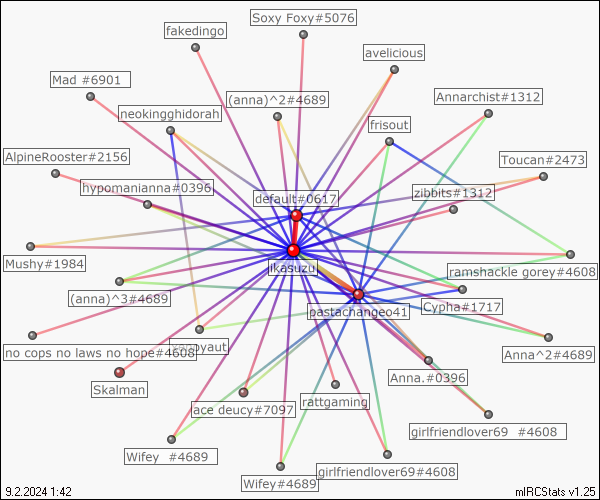 Soxy Foxy#5076
fakedingo
avelicious
Mad #6901
(anna)^2#4689
Annarchist#1312
neokingghidorah
frisout
AlpineRooster#2156
Toucan#2473
hypomanianna#0396
zibbits#1312
default#0617
Mushy#1984
ikasuzu
ramshackle gorey#4608
(anna)^3#4689
Cypha#1717
pastachangeo41
no cops no laws no hope#4608
oyaut
Anna^2#4689
Skalman
Anna.#0396
rattgaming
ace deucy#7097
girlfriendlover69 #4608
Wifey #4689
girlfriendlover69#4608
Wifey#4689
9.2.2024 1:42
mIRCStats v1.25